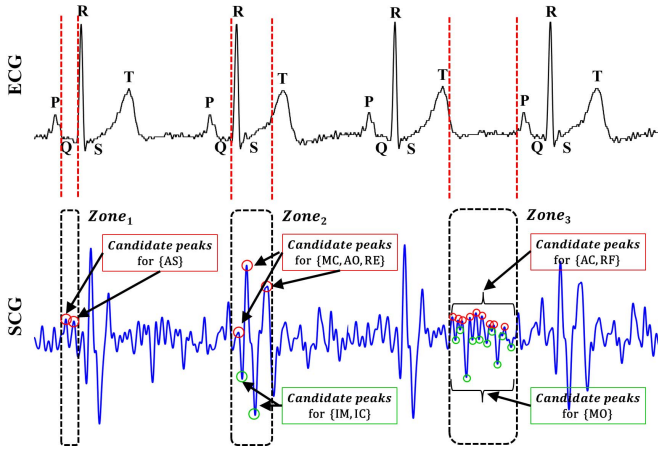 ECG
R
R
R
R
P
P
P
P
T
T
T
T
Q
S
Q
S
Q
S
Q
S
Zone1
Zone2
Zone3
SCG
Candidate peaks
for {AS}
Candidate peaks
for {MC, AO, RE}
Candidate peaks
for {AC, RF}
Candidate peaks
for {IM, IC}
Candidate peaks
for {MO}